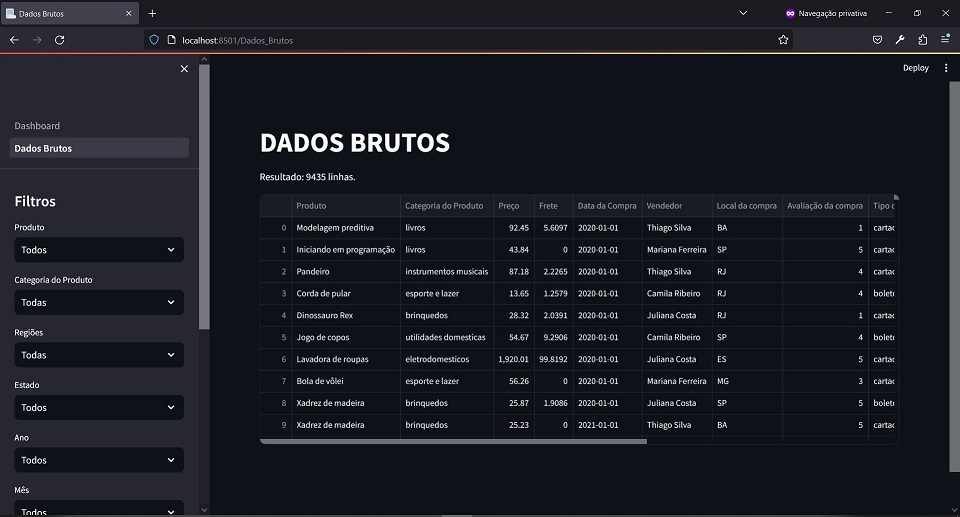 Dados Brutos
Navegação privativa
localhost:8501/Dados_Brutos
Deploy
Dashboard
Dados Brutos
Filtros
Produto
Todos
Categoria do Produto
Todas
Regiões
Todas
Estado
Todos
Ano
Todos
Mês
Todos
DADOS BRUTOS
Resultado: 9435 linhas.
Produto Categoria do Produto Preço Frete Data da Compra Vendedor Local da compra Avaliação da compra Tipo
0 Modelagem preditiva livros 92.45 5.6097 2020-01-01 Thiago Silva BA 1 cartao
1 Iniciando em programação livros 43.84 0 2020-01-01 Mariana Ferreira SP 5 cartao
2 Pandeiro instrumentos musicais 87.18 2.2265 2020-01-01 Thiago Silva RJ 4 cartao
3 Corda de pular esporte e lazer 13.65 1.2579 2020-01-01 Camila Ribeiro RJ 4 boleto
4 Dinossauro Rex brinquedos 28.32 2.0391 2020-01-01 Juliana Costa RJ 1 cartao
5 Jogo de copos utilidades domesticas 54.67 9.2906 2020-01-01 Camila Ribeiro SP 4 boleto
6 Lavadora de roupas eletrodomesticos 1,920.01 99.8192 2020-01-01 Juliana Costa ES 5 cartao
7 Bola de vôlei esporte e lazer 56.26 0 2020-01-01 Mariana Ferreira MG 3 cartao
8 Xadrez de madeira brinquedos 25.87 1.9086 2020-01-01 Juliana Costa SP 5 boleto
9 Xadrez de madeira brinquedos 25.23 0 2021-01-01 Thiago Silva BA 5 cartao